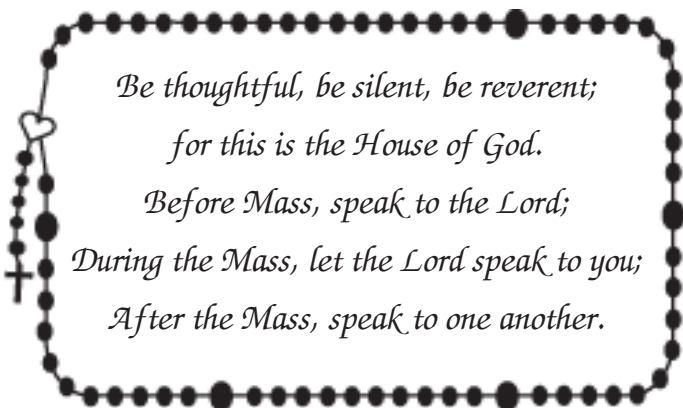 Be thoughtful, be silent, be reverent;
for this is the House of God.
Before Mass, speak to the Lord;
During the Mass, let the Lord speak to you;
After the Mass, speak to one another.